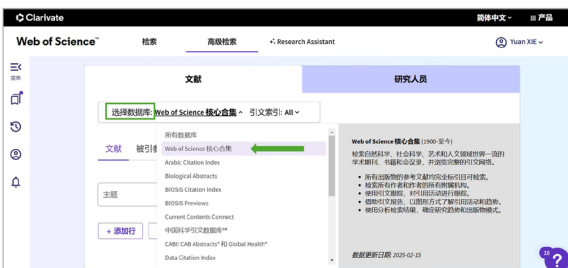 Clarivate
简体中文 产品
Web of Science™ 检索 高级检索 Research Assistant Yuan XIE
菜单
文献 研究人员
选择数据库: Web of Science 核心合集 引文索引: All
文献 被引
所有数据库
Web of Science 核心合集
Arabic Citation Index
Biological Abstracts
BIOSIS Citation Index
BIOSIS Previews
Current Contents Connect
中国科学引文数据库℠
CABI: CAB Abstracts® 和 Global Health®
Data Citation Index
主题
+ 添加行
Web of Science 核心合集 (1900-至今)
检索自然科学、社会科学、艺术和人文领域世界一流的
学术期刊、书籍和会议录，并浏览完整的引文网络。
• 所有出版物的参考文献均完全标引且可检索。
• 检索所有作者和作者的所有附属机构。
• 使用引文跟踪，对引用活动进行跟踪。
• 借助引文报告，以图形方式了解引用活动和趋势。
• 使用分析检索结果，确定研究趋势和出版物模式。
数据更新日期: 2025-02-15
10
?